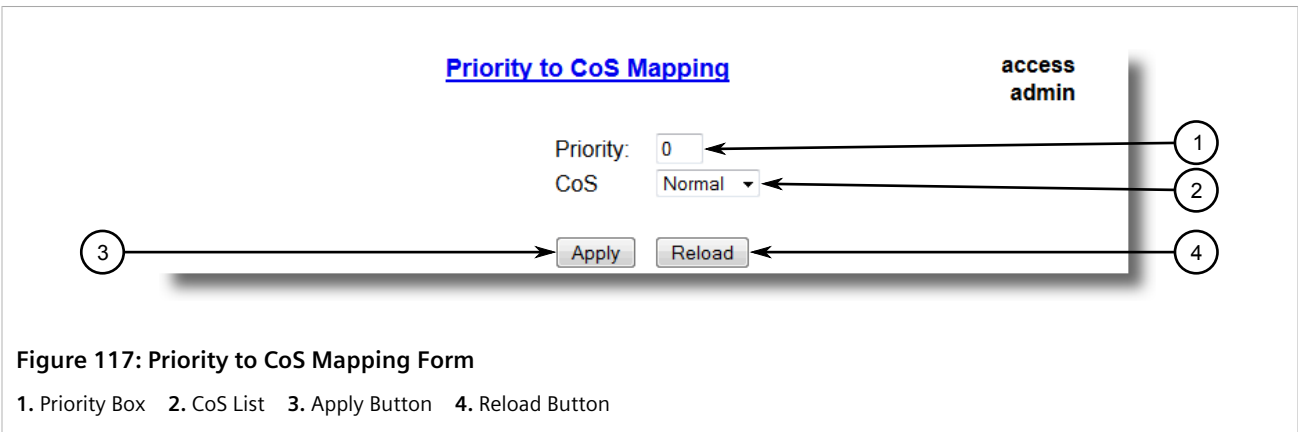 Priority to CoS Mapping
access
admin
Priority: 0
1
CoS Normal
2
3
Apply Reload
4
Figure 117: Priority to CoS Mapping Form
1. Priority Box 2. CoS List 3. Apply Button 4. Reload Button